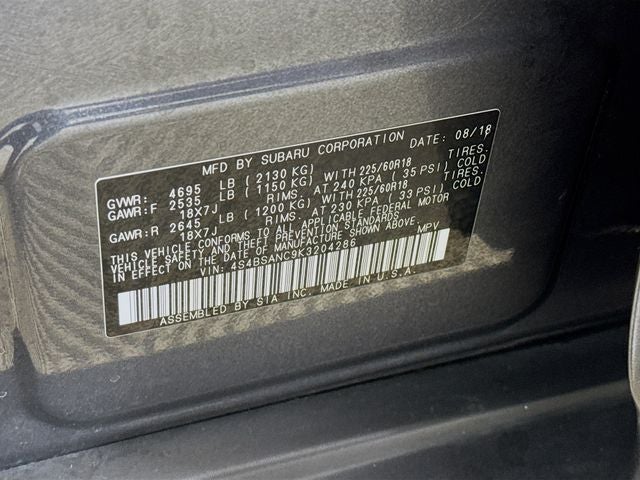 MFD BY SUBARU CORPORATION DATE: 08/18
GVWR: 4695 LB ( 2130 KG)
GAWR:F 2535 LB ( 1150 KG) WITH 225/60R18 TIRES.
18X7J RIMS. AT 240 KPA ( 35 PSI) COLD
GAWR:R 2645 LB ( 1200 KG) WITH 225/60R18 TIRES.
18X7J RIMS. AT 230 KPA ( 33 PSI) COLD
THIS VEHICLE CONFORMS TO ALL APPLICABLE FEDERAL MOTOR
VEHICLE SAFETY AND THEFT PREVENTION STANDARDS
IN EFFECT ON THE DATE OF MANUFACTURE SHOWN ABOVE.
VIN: 4S4BSANC9K3204286 MPV
ASSEMBLED BY SIA INC. MADE IN U.S.A.